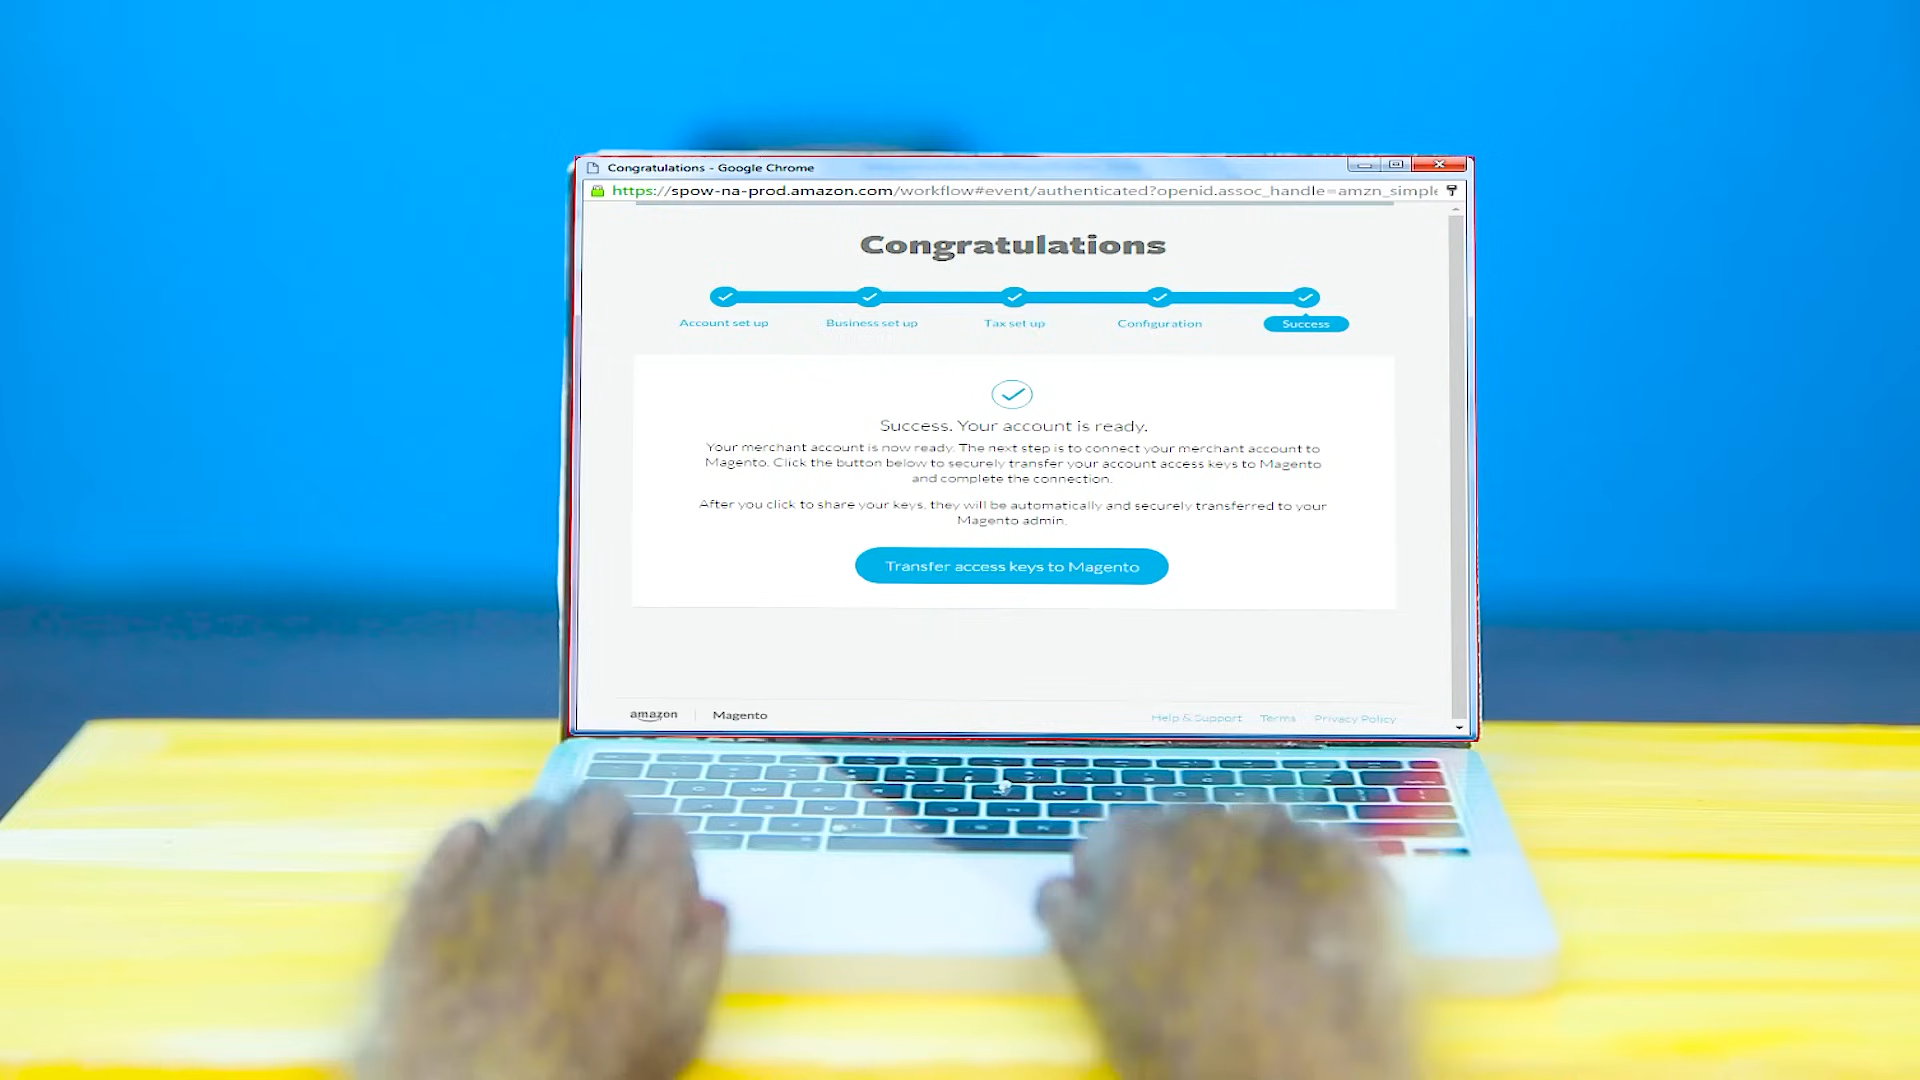 Congratulations - Google Chrome
https://spow-na-prod.amazon.com/workflow#event/authenticated?openid.assoc_handle=amzn_simple
Congratulations
Account set up Business set up Tax set up Configuration Success
Success. Your account is ready.
Your merchant account is now ready. The next step is to connect your merchant account to
Magento. Click the button below to securely transfer your account access keys to Magento
and complete the connection.
After you click to share your keys, they will be automatically and securely transferred to your
Magento admin.
Transfer access keys to Magento
amazon Magento Help & Support Terms Privacy Policy